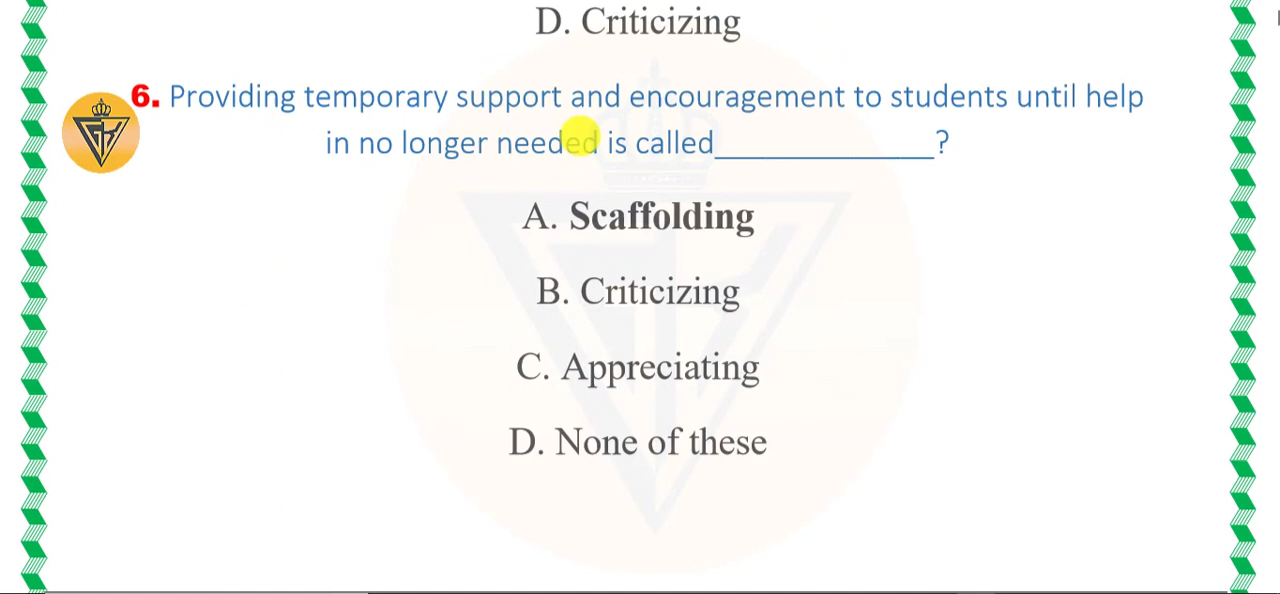 D. Criticizing
6. Providing temporary support and encouragement to students until help
in no longer needed is called_____________?
A. Scaffolding
B. Criticizing
C. Appreciating
D. None of these